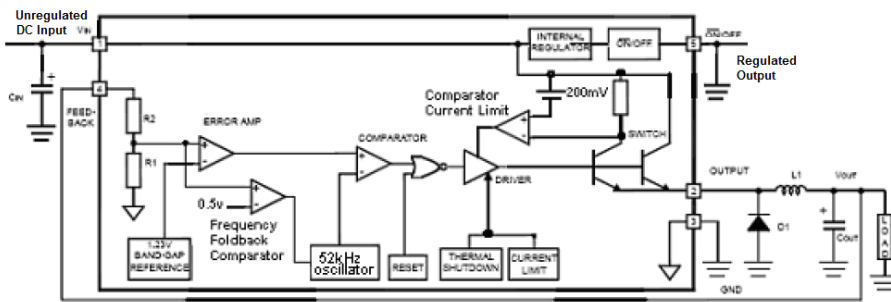 Unregulated
DC Input
VIN
1
INTERNAL
REGULATOR
ON/OFF
5
ON/OFF
Regulated
Output
4
+
CIN
FEED-
BACK
R2
R1
ERROR AMP
+
-
Comparator
Current Limit
200mV
+
-
SWITCH
COMPARATOR
+
-
DRIVER
OUTPUT
2
L1
VOUT
0.5v
+
-
Frequency
Foldback
Comparator
1.23V
BAND-GAP
REFERENCE
52kHz
oscillator
RESET
THERMAL
SHUTDOWN
CURRENT
LIMIT
3
GND
D1
+
COUT
LOAD